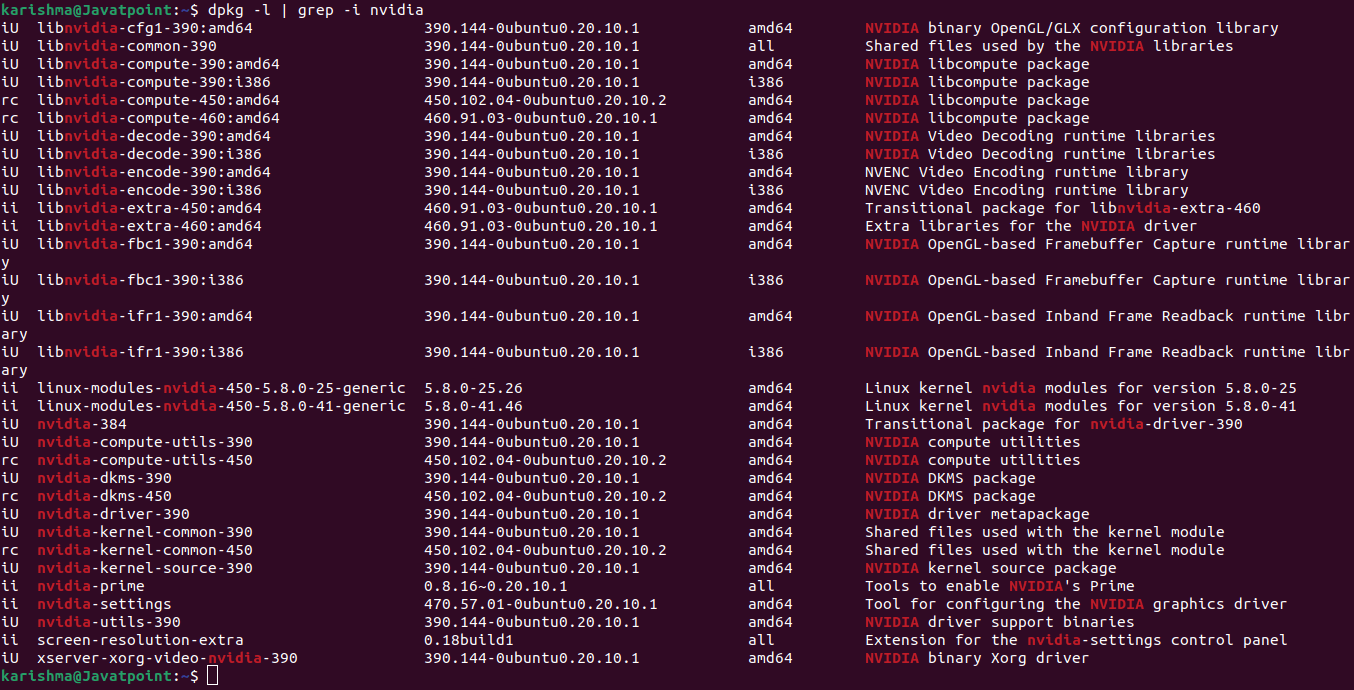 karishma@Javatpoint:~$ dpkg -l | grep -i nvidia
iU  libnvidia-cfg1-390:amd64                   390.144-0ubuntu0.20.10.1            amd64        NVIDIA binary OpenGL/GLX configuration library
iU  libnvidia-common-390                       390.144-0ubuntu0.20.10.1            all          Shared files used by the NVIDIA libraries
iU  libnvidia-compute-390:amd64                390.144-0ubuntu0.20.10.1            amd64        NVIDIA libcompute package
iU  libnvidia-compute-390:i386                 390.144-0ubuntu0.20.10.1            i386         NVIDIA libcompute package
rc  libnvidia-compute-450:amd64                450.102.04-0ubuntu0.20.10.2         amd64        NVIDIA libcompute package
rc  libnvidia-compute-460:amd64                460.91.03-0ubuntu0.20.10.1          amd64        NVIDIA libcompute package
iU  libnvidia-decode-390:amd64                 390.144-0ubuntu0.20.10.1            amd64        NVIDIA Video Decoding runtime libraries
iU  libnvidia-decode-390:i386                  390.144-0ubuntu0.20.10.1            i386         NVIDIA Video Decoding runtime libraries
iU  libnvidia-encode-390:amd64                 390.144-0ubuntu0.20.10.1            amd64        NVENC Video Encoding runtime library
iU  libnvidia-encode-390:i386                  390.144-0ubuntu0.20.10.1            i386         NVENC Video Encoding runtime library
ii  libnvidia-extra-450:amd64                  460.91.03-0ubuntu0.20.10.1          amd64        Transitional package for libnvidia-extra-460
ii  libnvidia-extra-460:amd64                  460.91.03-0ubuntu0.20.10.1          amd64        Extra libraries for the NVIDIA driver
iU  libnvidia-fbc1-390:amd64                   390.144-0ubuntu0.20.10.1            amd64        NVIDIA OpenGL-based Framebuffer Capture runtime librar
y
iU  libnvidia-fbc1-390:i386                    390.144-0ubuntu0.20.10.1            i386         NVIDIA OpenGL-based Framebuffer Capture runtime librar
y
iU  libnvidia-ifr1-390:amd64                   390.144-0ubuntu0.20.10.1            amd64        NVIDIA OpenGL-based Inband Frame Readback runtime libr
ary
iU  libnvidia-ifr1-390:i386                    390.144-0ubuntu0.20.10.1            i386         NVIDIA OpenGL-based Inband Frame Readback runtime libr
ary
ii  linux-modules-nvidia-450-5.8.0-25-generic  5.8.0-25.26                         amd64        Linux kernel nvidia modules for version 5.8.0-25
ii  linux-modules-nvidia-450-5.8.0-41-generic  5.8.0-41.46                         amd64        Linux kernel nvidia modules for version 5.8.0-41
iU  nvidia-384                                 390.144-0ubuntu0.20.10.1            amd64        Transitional package for nvidia-driver-390
iU  nvidia-compute-utils-390                   390.144-0ubuntu0.20.10.1            amd64        NVIDIA compute utilities
rc  nvidia-compute-utils-450                   450.102.04-0ubuntu0.20.10.2         amd64        NVIDIA compute utilities
iU  nvidia-dkms-390                            390.144-0ubuntu0.20.10.1            amd64        NVIDIA DKMS package
rc  nvidia-dkms-450                            450.102.04-0ubuntu0.20.10.2         amd64        NVIDIA DKMS package
iU  nvidia-driver-390                          390.144-0ubuntu0.20.10.1            amd64        NVIDIA driver metapackage
iU  nvidia-kernel-common-390                   390.144-0ubuntu0.20.10.1            amd64        Shared files used with the kernel module
rc  nvidia-kernel-common-450                   450.102.04-0ubuntu0.20.10.2         amd64        Shared files used with the kernel module
iU  nvidia-kernel-source-390                   390.144-0ubuntu0.20.10.1            amd64        NVIDIA kernel source package
ii  nvidia-prime                               0.8.16~0.20.10.1                    all          Tools to enable NVIDIA's Prime
ii  nvidia-settings                            470.57.01-0ubuntu0.20.10.1          amd64        Tool for configuring the NVIDIA graphics driver
iU  nvidia-utils-390                           390.144-0ubuntu0.20.10.1            amd64        NVIDIA driver support binaries
ii  screen-resolution-extra                    0.18build1                          all          Extension for the nvidia-settings control panel
iU  xserver-xorg-video-nvidia-390              390.144-0ubuntu0.20.10.1            amd64        NVIDIA binary Xorg driver
karishma@Javatpoint:~$